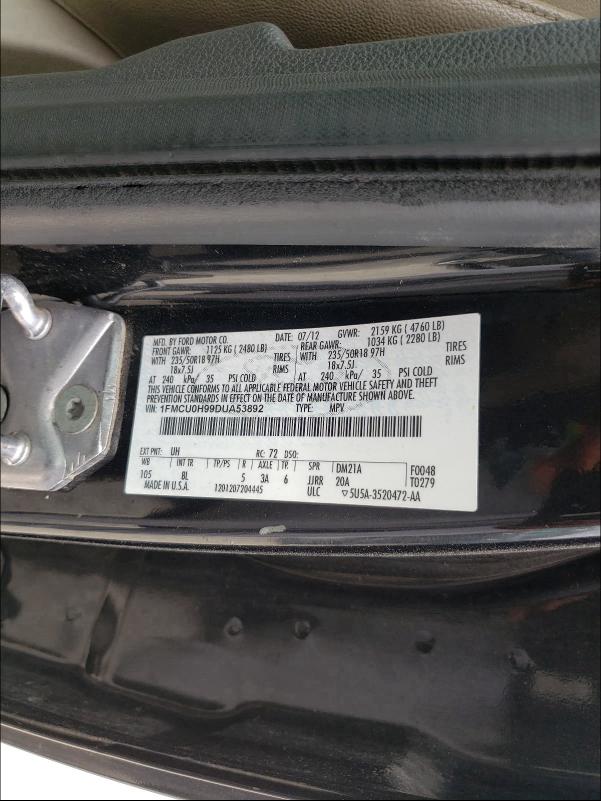 MFD. BY FORD MOTOR CO. DATE: 07/12 GVWR: 2159 KG ( 4760 LB)
FRONT GAWR: 1125 KG ( 2480 LB) REAR GAWR: 1034 KG ( 2280 LB)
WITH 235/50R18 97H TIRES WITH 235/50R18 97H TIRES
18x7.5J RIMS 18x7.5J RIMS
AT 240 kPa/ 35 PSI COLD AT 240 kPa/ 35 PSI COLD
THIS VEHICLE CONFORMS TO ALL APPLICABLE FEDERAL MOTOR VEHICLE SAFETY AND THEFT
PREVENTION STANDARDS IN EFFECT ON THE DATE OF MANUFACTURE SHOWN ABOVE.
VIN: 1FMCU0H99DUA53892 TYPE: MPV
EXT PNT: UH RC: 72 DSO:
WB INT TR TP/PS R AXLE TR SPR DM21A F0048
105 BL 5 3A 6 JJRR 20A T0279
MADE IN U.S.A. 1201207204445 ULC ▽5U5A-3520472-AA